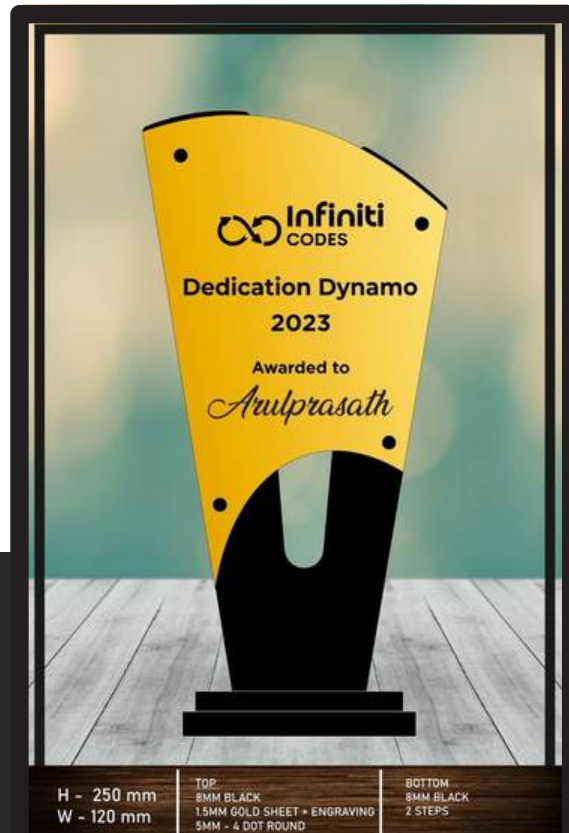 Infiniti
CODES
Dedication Dynamo
2023
Awarded to
Arulprasath
H - 250 mm
W - 120 mm
TOP
8MM BLACK
1.5MM GOLD SHEET + ENGRAVING
5MM - 4 DOT ROUND
BOTTOM
8MM BLACK
2 STEPS